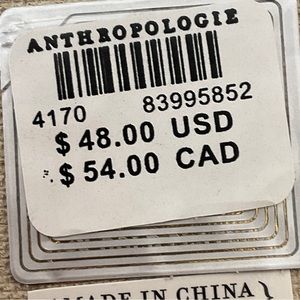 ANTHROPOLOGIE
4170 83995852
$ 48.00 USD
$ 54.00 CAD
MADE IN CHINA }